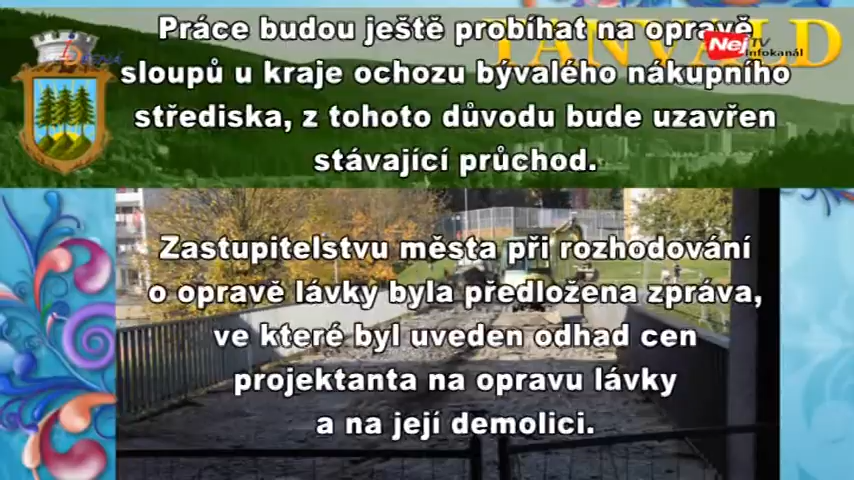 TANVALD
Nej TV
infokanál
Práce budou ještě probíhat na opravě
sloupů u kraje ochozu bývalého nákupního
střediska, z tohoto důvodu bude uzavřen
stávající průchod.
Zastupitelstvu města při rozhodování
o opravě lávky byla předložena zpráva,
ve které byl uveden odhad cen
projektanta na opravu lávky
a na její demolici.